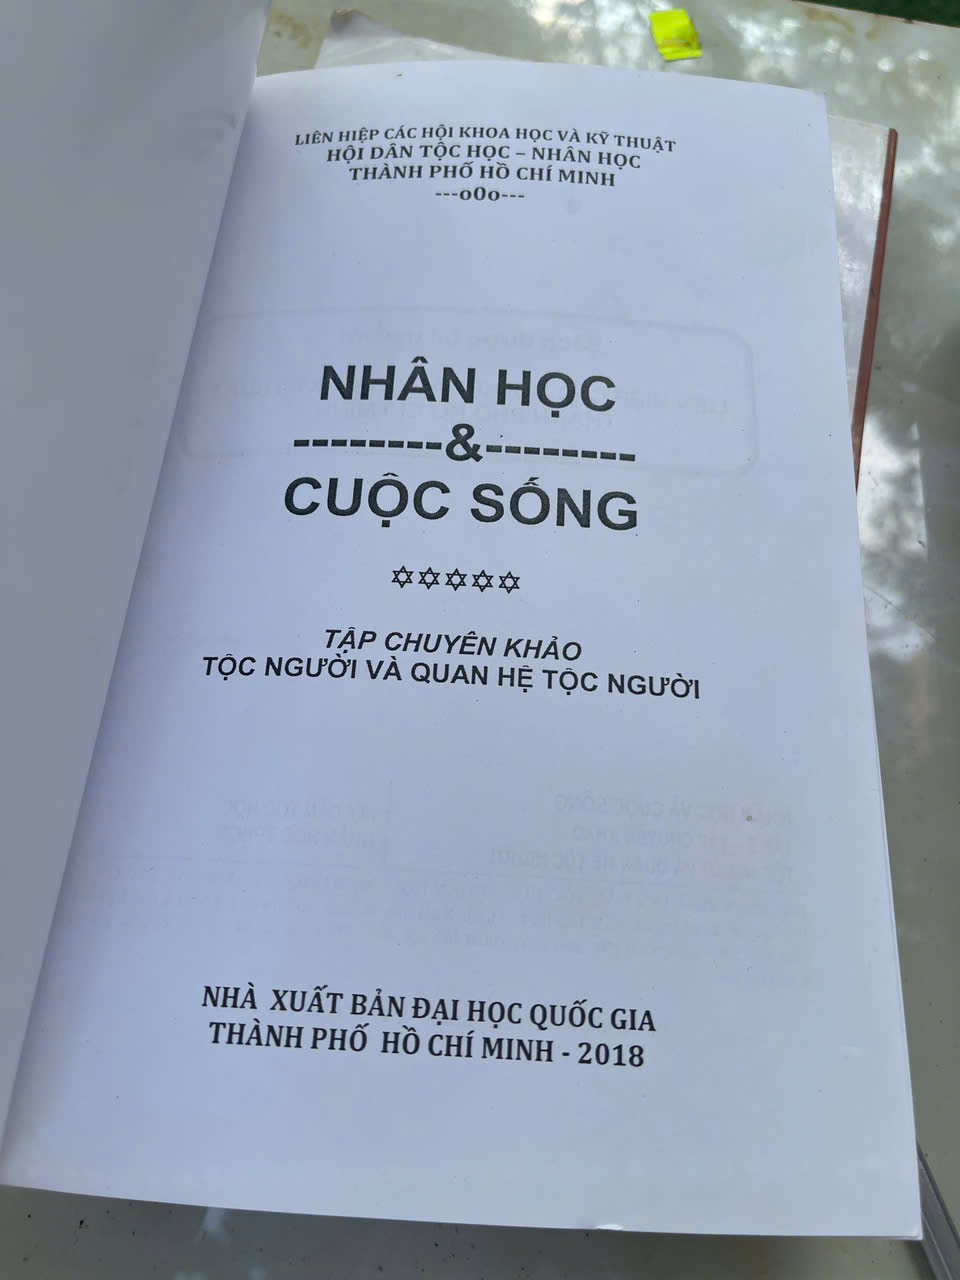 LIÊN HIỆP CÁC HỘI KHOA HỌC VÀ KỸ THUẬT
HỘI DÂN TỘC HỌC – NHÂN HỌC
THÀNH PHỐ HỒ CHÍ MINH
---o0o---
NHÂN HỌC
--------&--------
CUỘC SỐNG
✡✡✡✡✡
TẬP CHUYÊN KHẢO
TỘC NGƯỜI VÀ QUAN HỆ TỘC NGƯỜI
NHÀ XUẤT BẢN ĐẠI HỌC QUỐC GIA
THÀNH PHỐ HỒ CHÍ MINH - 2018